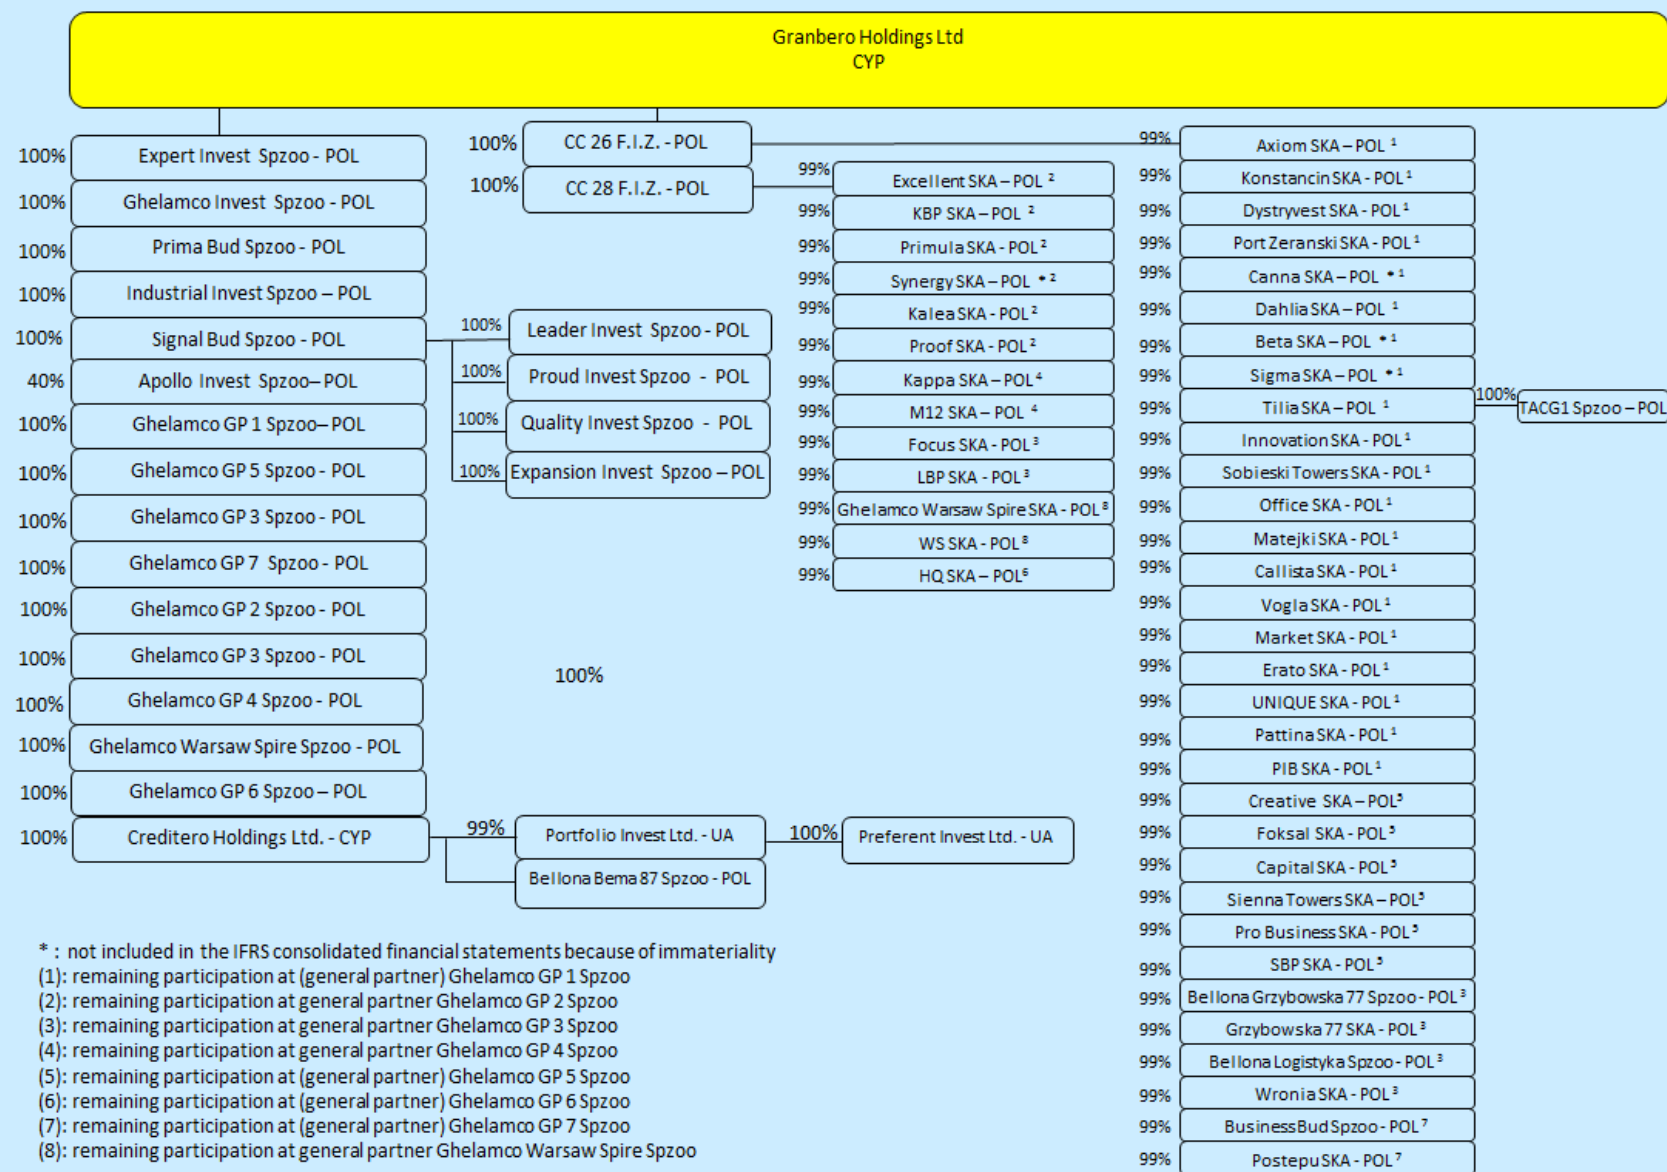 Granbero Holdings Ltd
CYP
100% Expert Invest Spzoo - POL
100% Ghelamco Invest Spzoo - POL
100% Prima Bud Spzoo - POL
100% Industrial Invest Spzoo – POL
100% Signal Bud Spzoo - POL
40% Apollo Invest Spzoo– POL
100% Ghelamco GP 1 Spzoo– POL
100% Ghelamco GP 5 Spzoo - POL
100% Ghelamco GP 3 Spzoo - POL
100% Ghelamco GP 7 Spzoo - POL
100% Ghelamco GP 2 Spzoo - POL
100% Ghelamco GP 3 Spzoo - POL
100% Ghelamco GP 4 Spzoo - POL
100% Ghelamco Warsaw Spire Spzoo - POL
100% Ghelamco GP 6 Spzoo – POL
100% Creditero Holdings Ltd. - CYP
100% CC 26 F.I.Z. - POL
100% CC 28 F.I.Z. - POL
100% Leader Invest Spzoo - POL
100% Proud Invest Spzoo - POL
100% Quality Invest Spzoo - POL
100% Expansion Invest Spzoo – POL
100%
99% Portfolio Invest Ltd. - UA
Bellona Bema 87 Spzoo - POL
100% Preferent Invest Ltd. - UA
99% Excellent SKA – POL ²
99% KBP SKA – POL ²
99% Primula SKA - POL ²
99% Synergy SKA – POL * ²
99% Kalea SKA - POL ²
99% Proof SKA - POL ²
99% Kappa SKA – POL ⁴
99% M12 SKA – POL ⁴
99% Focus SKA - POL ³
99% LBP SKA - POL ³
99% Ghelamco Warsaw Spire SKA - POL ⁸
99% WS SKA - POL ⁸
99% HQ SKA – POL ⁶
99% Axiom SKA – POL ¹
99% Konstancin SKA - POL ¹
99% Dystryvest SKA - POL ¹
99% Port Zeranski SKA - POL ¹
99% Canna SKA – POL * ¹
99% Dahlia SKA – POL ¹
99% Beta SKA – POL * ¹
99% Sigma SKA – POL * ¹
99% Tilia SKA – POL ¹
100% TACG1 Spzoo – POL
99% Innovation SKA - POL ¹
99% Sobieski Towers SKA - POL ¹
99% Office SKA - POL ¹
99% Matejki SKA - POL ¹
99% Callista SKA - POL ¹
99% Vogla SKA - POL ¹
99% Market SKA - POL ¹
99% Erato SKA - POL ¹
99% UNIQUE SKA - POL ¹
99% Pattina SKA - POL ¹
99% PIB SKA - POL ¹
99% Creative SKA – POL ⁵
99% Foksal SKA - POL ⁵
99% Capital SKA - POL ⁵
99% Sienna Towers SKA – POL ⁵
99% Pro Business SKA - POL ⁵
99% SBP SKA - POL ⁵
99% Bellona Grzybowska 77 Spzoo - POL ³
99% Grzybowska 77 SKA - POL ³
99% Bellona Logistyka Spzoo - POL ³
99% Wronia SKA - POL ³
99% Business Bud Spzoo - POL ⁷
99% Postepu SKA - POL ⁷
* : not included in the IFRS consolidated financial statements because of immateriality
(1): remaining participation at (general partner) Ghelamco GP 1 Spzoo
(2): remaining participation at general partner Ghelamco GP 2 Spzoo
(3): remaining participation at general partner Ghelamco GP 3 Spzoo
(4): remaining participation at general partner Ghelamco GP 4 Spzoo
(5): remaining participation at (general partner) Ghelamco GP 5 Spzoo
(6): remaining participation at (general partner) Ghelamco GP 6 Spzoo
(7): remaining participation at (general partner) Ghelamco GP 7 Spzoo
(8): remaining participation at general partner Ghelamco Warsaw Spire Spzoo